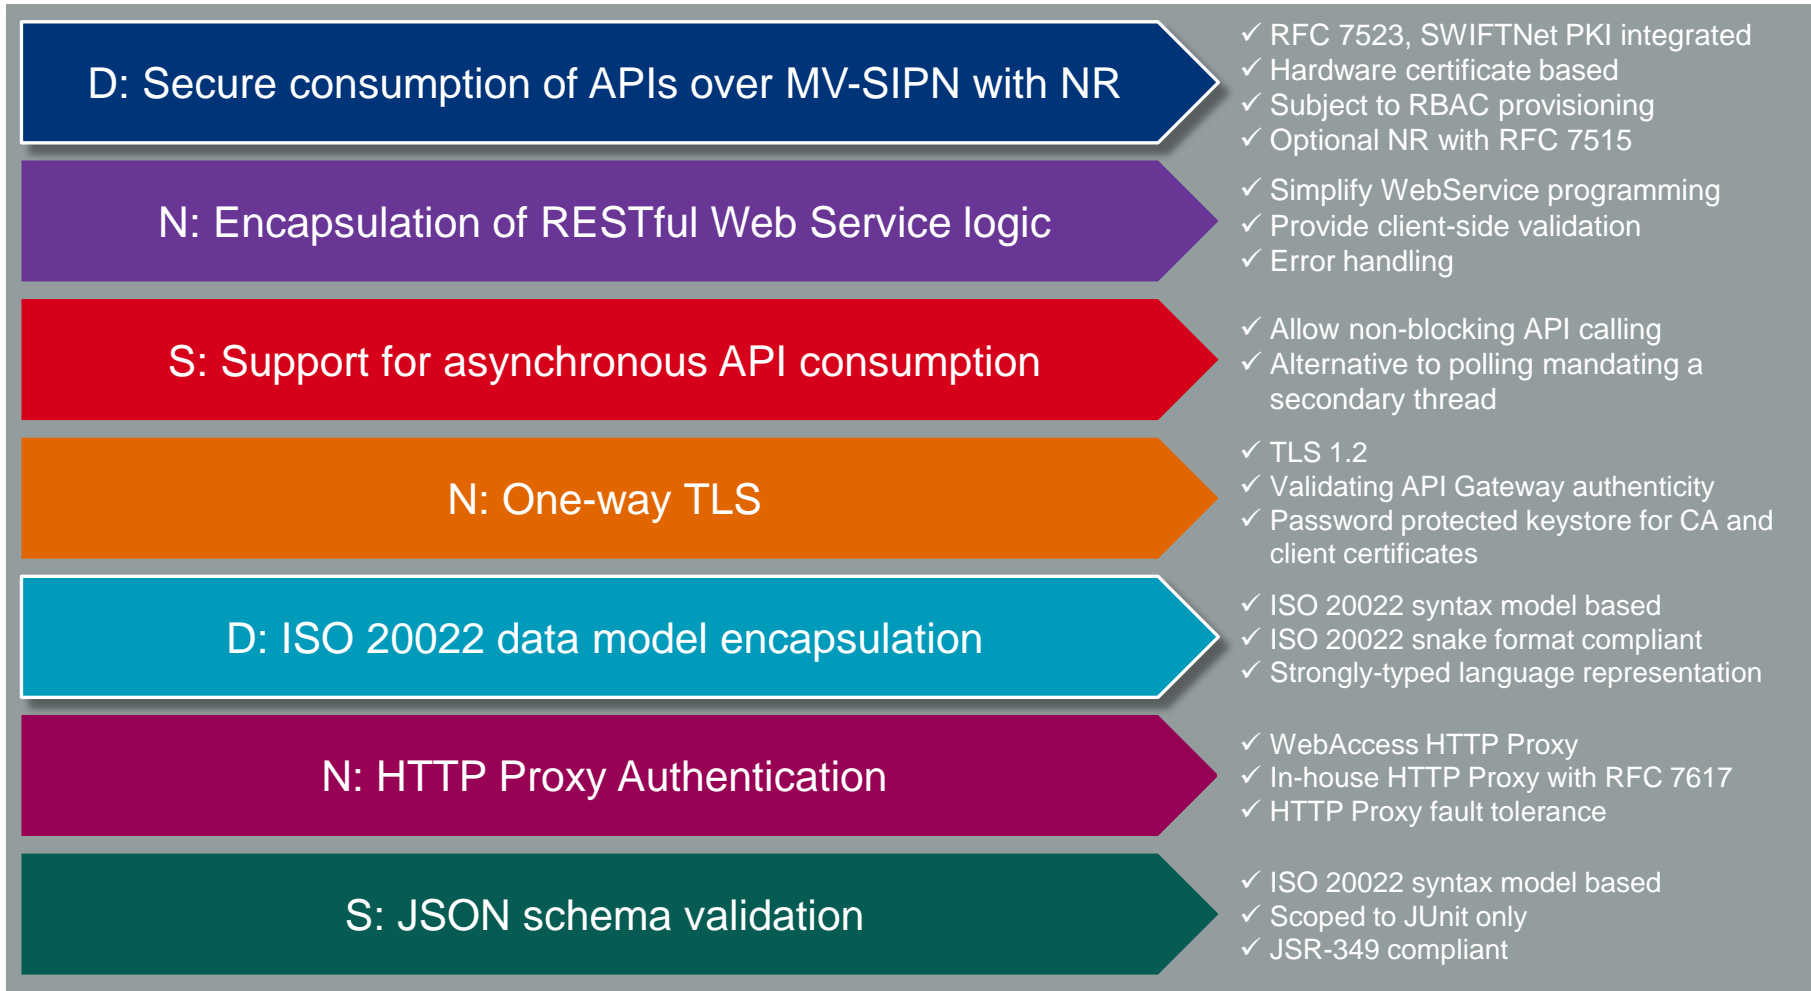 D: Secure consumption of APIs over MV-SIPN with NR
✓ RFC 7523, SWIFTNet PKI integrated
✓ Hardware certificate based
✓ Subject to RBAC provisioning
✓ Optional NR with RFC 7515
N: Encapsulation of RESTful Web Service logic
✓ Simplify WebService programming
✓ Provide client-side validation
✓ Error handling
S: Support for asynchronous API consumption
✓ Allow non-blocking API calling
✓ Alternative to polling mandating a
secondary thread
N: One-way TLS
✓ TLS 1.2
✓ Validating API Gateway authenticity
✓ Password protected keystore for CA and
client certificates
D: ISO 20022 data model encapsulation
✓ ISO 20022 syntax model based
✓ ISO 20022 snake format compliant
✓ Strongly-typed language representation
N: HTTP Proxy Authentication
✓ WebAccess HTTP Proxy
✓ In-house HTTP Proxy with RFC 7617
✓ HTTP Proxy fault tolerance
S: JSON schema validation
✓ ISO 20022 syntax model based
✓ Scoped to JUnit only
✓ JSR-349 compliant